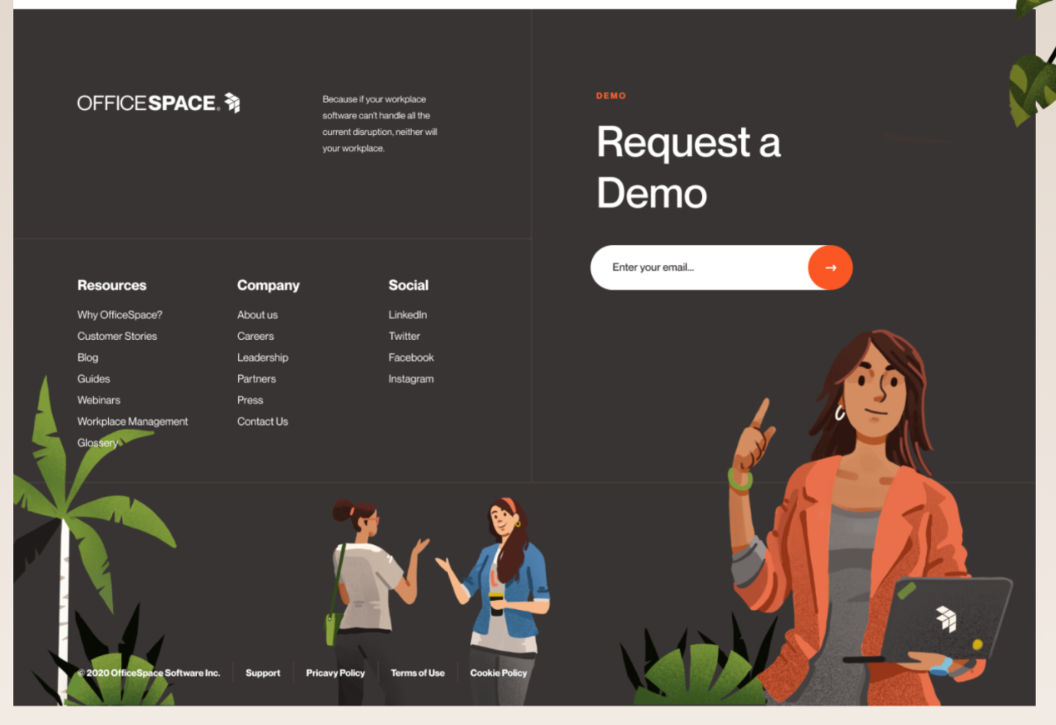 OFFICESPACE.
Because if your workplace
software can't handle all the
current disruption, neither will
your workplace.
DEMO
Request a
Demo
Enter your email...
Resources
Why OfficeSpace?
Customer Stories
Blog
Guides
Webinars
Workplace Management
Glossery
Company
About us
Careers
Leadership
Partners
Press
Contact Us
Social
LinkedIn
Twitter
Facebook
Instagram
© 2020 OfficeSpace Software Inc.
Support
Pricavy Policy
Terms of Use
Cookie Policy